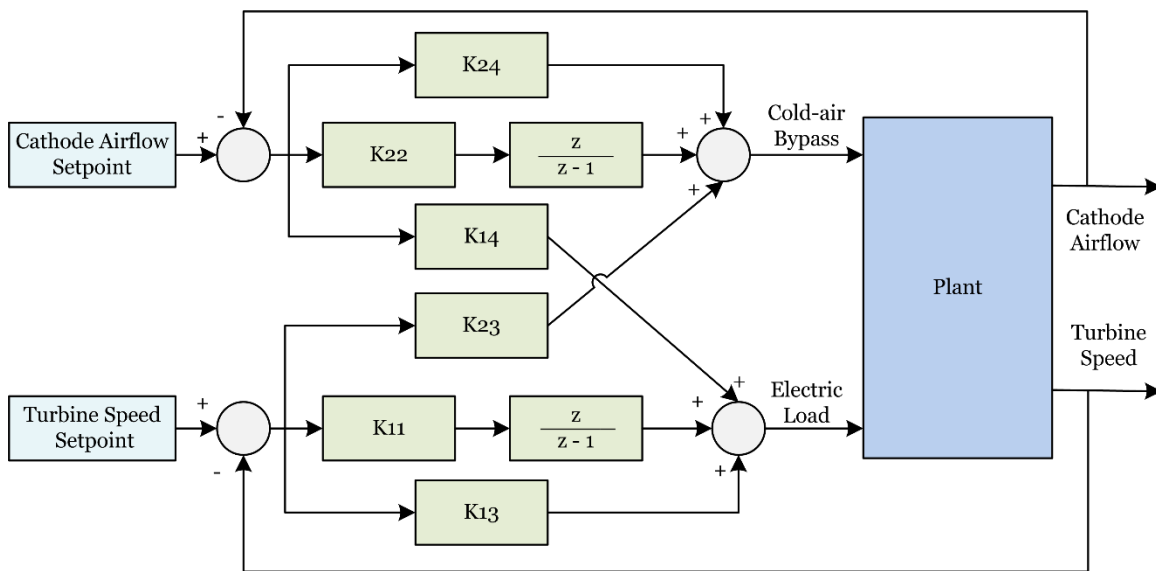 K24
-
+
+
Cold-air
Bypass
Cathode Airflow
Setpoint
+
K22
z
z - 1
+
K14
Cathode
Airflow
Plant
K23
Turbine
Speed
+
Electric
Load
Turbine Speed
Setpoint
+
K11
z
z - 1
+
-
+
K13